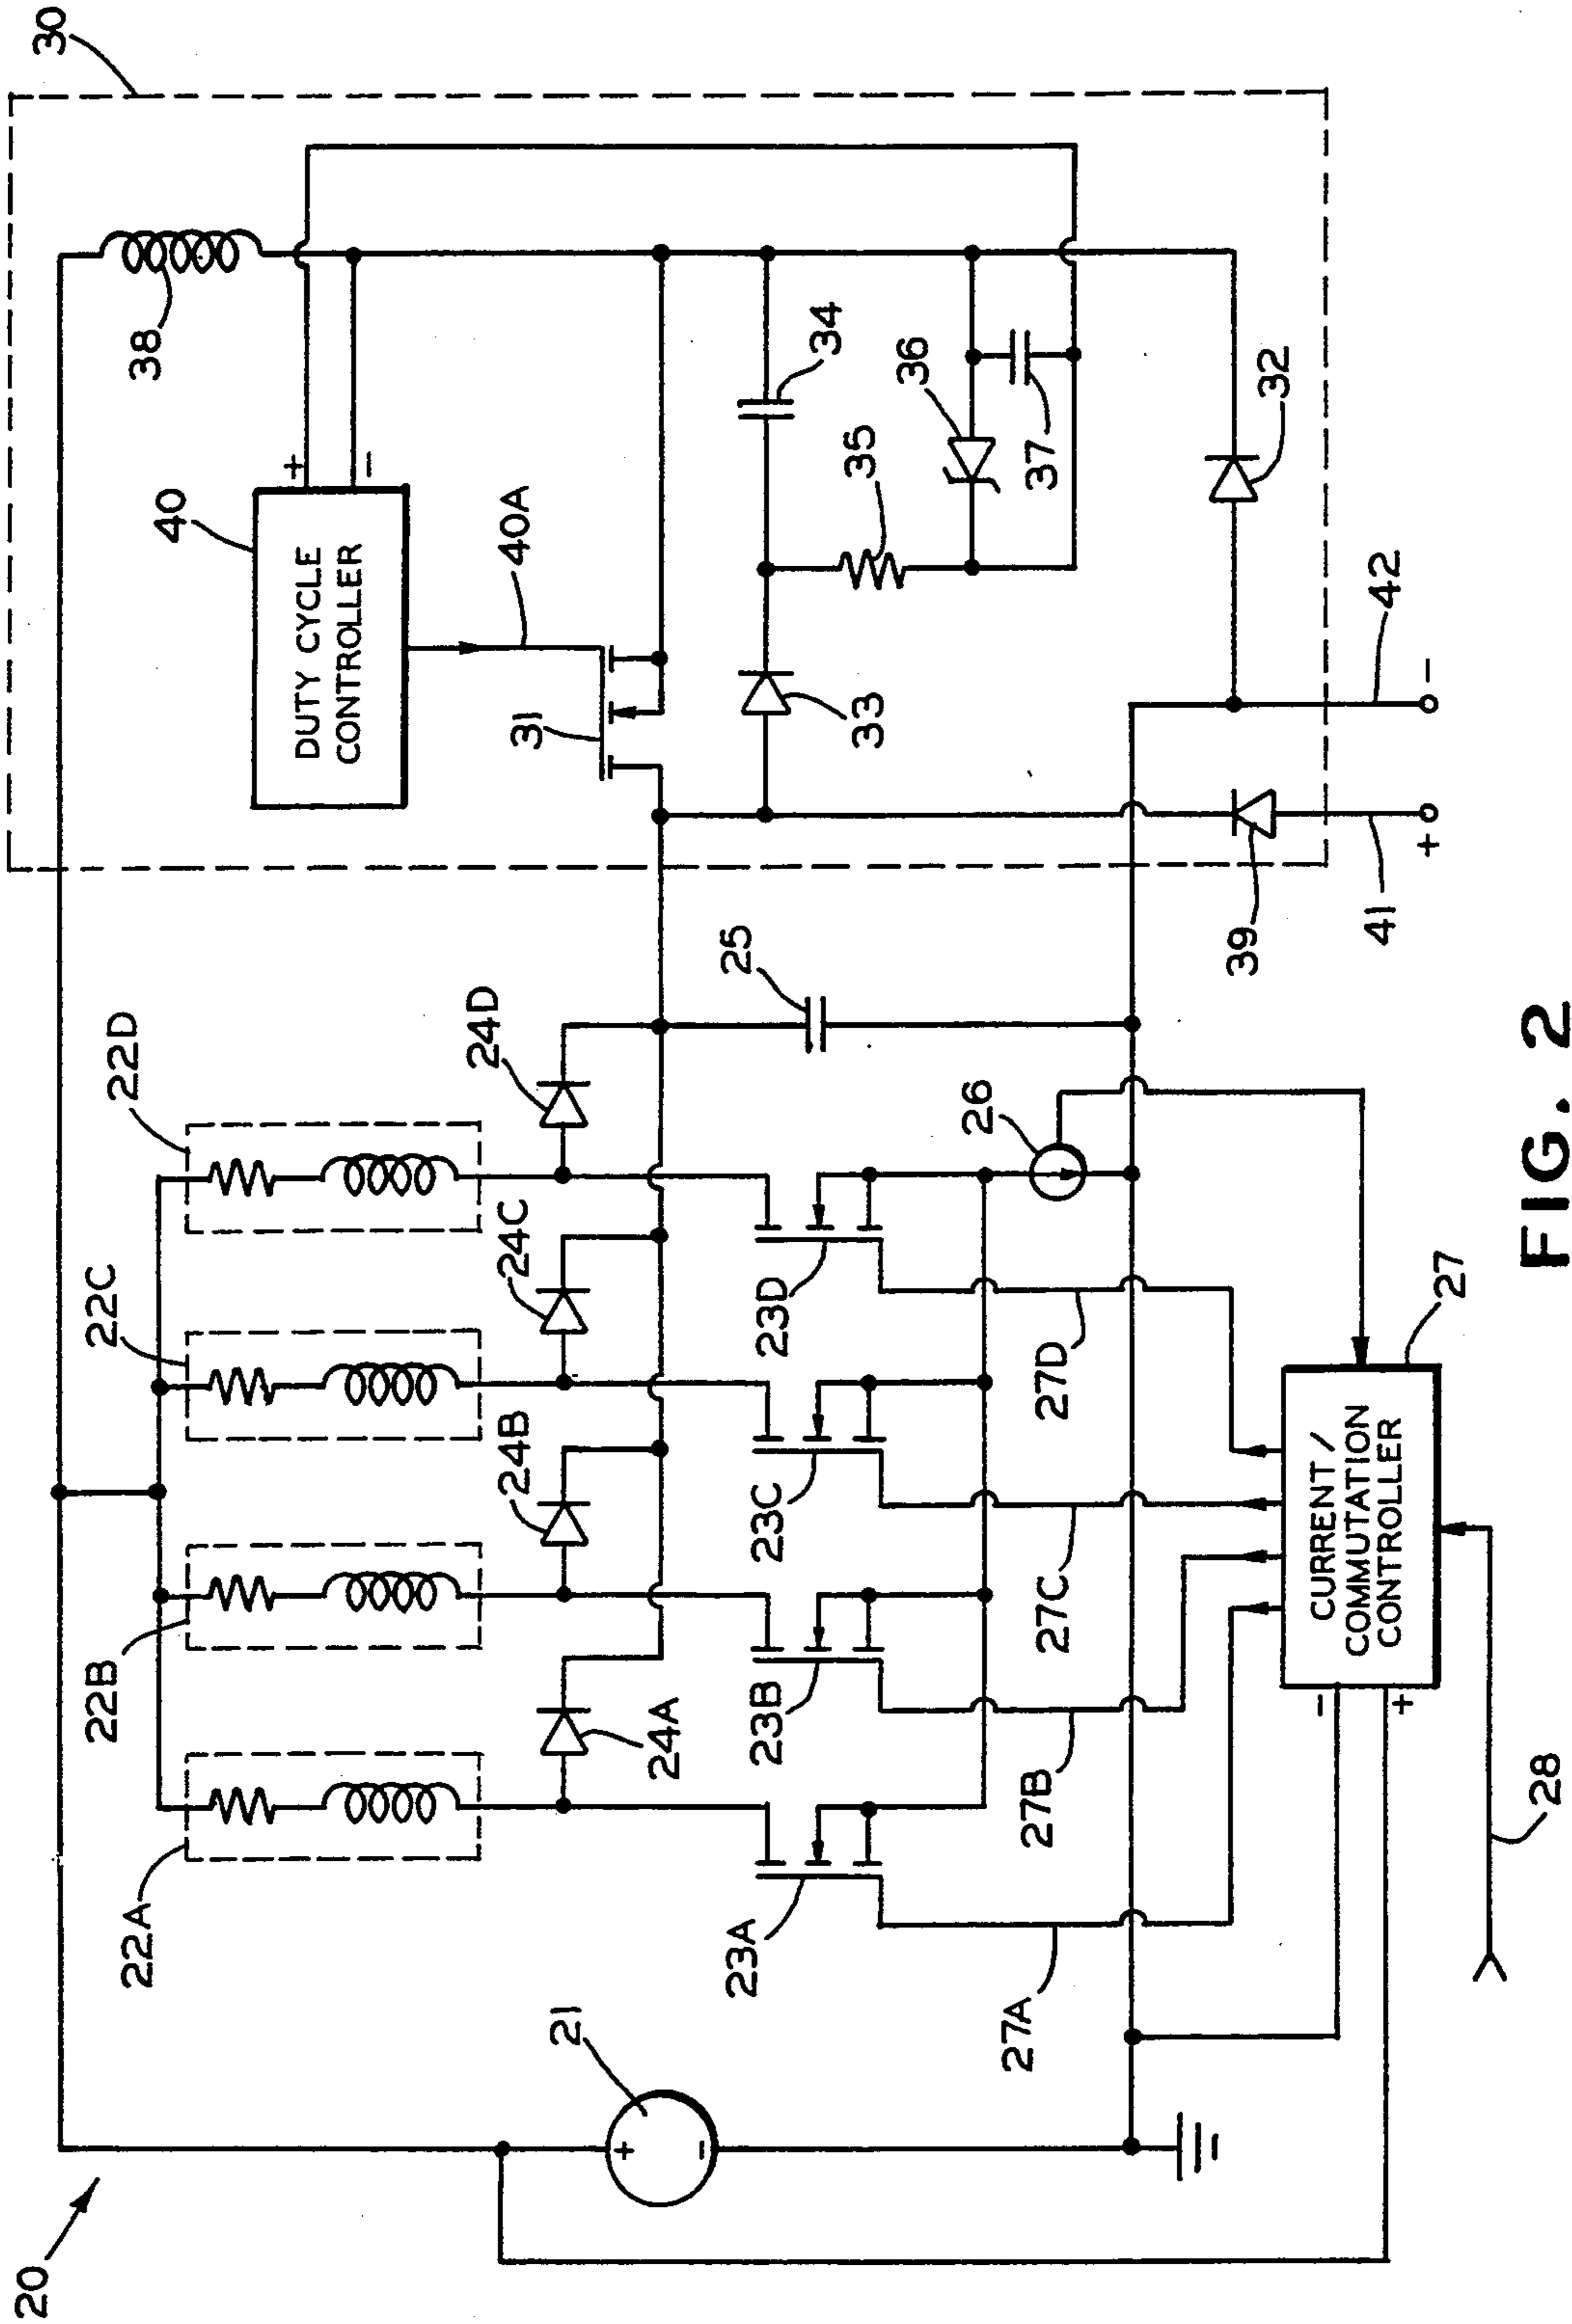 20
21
22A
22B
22C
22D
23A
23B
23C
23D
24A
24B
24C
24D
25
26
27
27A
27B
27C
27D
28
30
31
32
33
34
35
36
37
38
39
40
40A
41
42
DUTY CYCLE
CONTROLLER
+
-
CURRENT /
COMMUTATION
CONTROLLER
-
+
+
-
+
-
FIG. 2